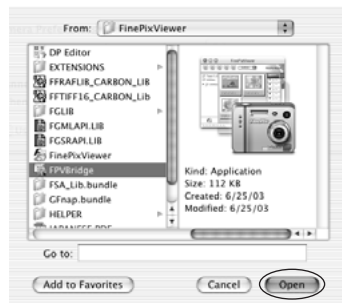 From: FinePixViewer
DP Editor
EXTENSIONS
FFRAFLIB_CARBON_LIB
FFTIFF16_CARBON_Lib
FGLIB
FGMLAPI.LIB
FGSRAPI.LIB
FinePixViewer
FPVBridge
FSA_Lib.bundle
GFnap.bundle
HELPER
Kind: Application
Size: 112 KB
Created: 6/25/03
Modified: 6/25/03
Go to:
Add to Favorites
Cancel
Open